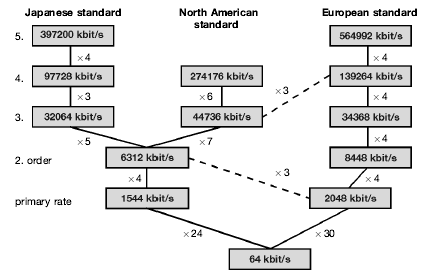 Japanese standard
North American
standard
European standard
5.
397200 kbit/s
564992 kbit/s
×4
×4
4.
97728 kbit/s
274176 kbit/s
139264 kbit/s
×3
×6
×3
×4
3.
32064 kbit/s
44736 kbit/s
34368 kbit/s
×5
×7
×4
2. order
6312 kbit/s
8448 kbit/s
×4
×3
×4
primary rate
1544 kbit/s
2048 kbit/s
×24
×30
64 kbit/s